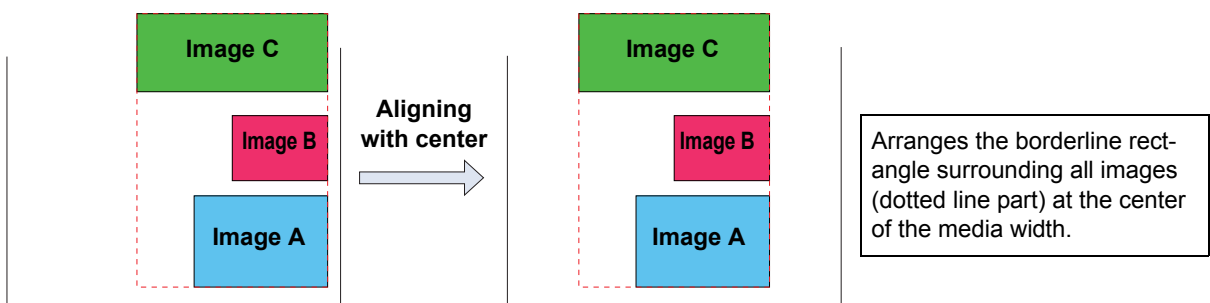 Image C
Image B
Image A
Aligning
with center
Image C
Image B
Image A
Arranges the borderline rect-
angle surrounding all images
(dotted line part) at the center
of the media width.